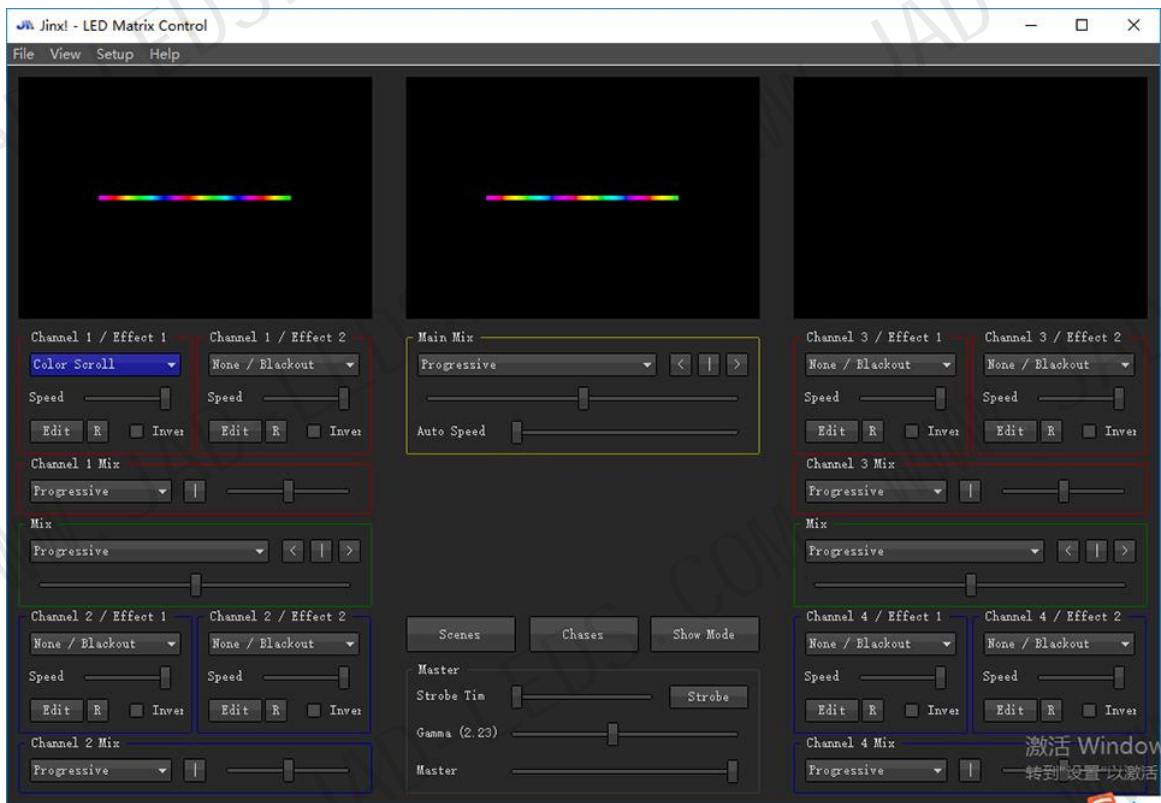 Jinx! - LED Matrix Control
File View Setup Help
Channel 1 / Effect 1 Channel 1 / Effect 2
Color Scroll None / Blackout
Speed Speed
Edit R Inver Edit R Inver
Channel 1 Mix
Progressive |
Mix
Progressive < | >
Channel 2 / Effect 1 Channel 2 / Effect 2
None / Blackout None / Blackout
Speed Speed
Edit R Inver Edit R Inver
Channel 2 Mix
Progressive |
Main Mix
Progressive < | >
Auto Speed
Scenes Chases Show Mode
Master
Strobe Tim Strobe
Gamma (2.23)
Master
Channel 3 / Effect 1 Channel 3 / Effect 2
None / Blackout None / Blackout
Speed Speed
Edit R Inver Edit R Inver
Channel 3 Mix
Progressive |
Mix
Progressive < | >
Channel 4 / Effect 1 Channel 4 / Effect 2
None / Blackout None / Blackout
Speed Speed
Edit R Inver Edit R Inver
Channel 4 Mix
Progressive |
激活 Window
转到"设置"以激活